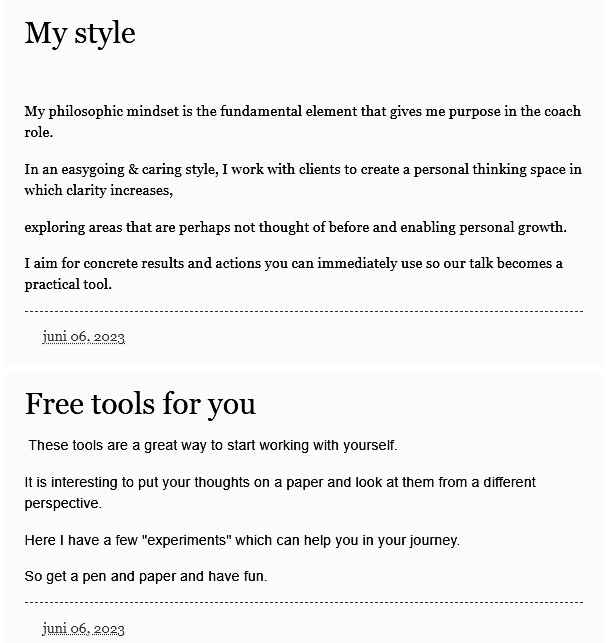 My style
My philosophic mindset is the fundamental element that gives me purpose in the coach
role.
In an easygoing & caring style, I work with clients to create a personal thinking space in
which clarity increases,
exploring areas that are perhaps not thought of before and enabling personal growth.
I aim for concrete results and actions you can immediately use so our talk becomes a
practical tool.
juni 06, 2023
Free tools for you
These tools are a great way to start working with yourself.
It is interesting to put your thoughts on a paper and look at them from a different
perspective.
Here I have a few "experiments" which can help you in your journey.
So get a pen and paper and have fun.
juni 06, 2023